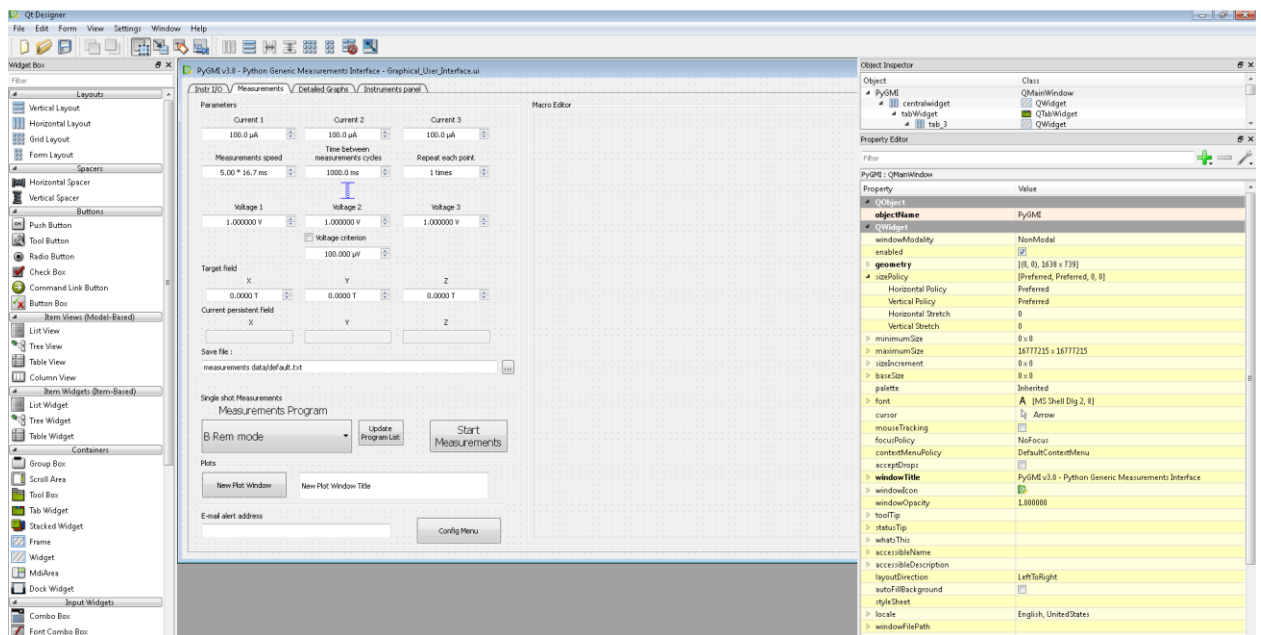 Qt Designer
File Edit Form View Settings Window Help
Widget Box
Filter
Layouts
Vertical Layout
Horizontal Layout
Grid Layout
Form Layout
Spacers
Horizontal Spacer
Vertical Spacer
Buttons
Push Button
Tool Button
Radio Button
Check Box
Command Link Button
Button Box
Item Views (Model-Based)
List View
Tree View
Table View
Column View
Item Widgets (Item-Based)
List Widget
Tree Widget
Table Widget
Containers
Group Box
Scroll Area
Tool Box
Tab Widget
Stacked Widget
Frame
Widget
MdiArea
Dock Widget
Input Widgets
Combo Box
Font Combo Box
PyGMI v3.0 - Python Generic Measurements Interface - Graphical_User_Interface.ui
Instr I/O Measurements Detailed Graphs Instruments panel
Parameters
Current 1 Current 2 Current 3
100.0 µA 100.0 µA 100.0 µA
Measurements speed Time between measurements cycles Repeat each point
5.00 * 16.7 ms 1000.0 ms 1 times
Voltage 1 Voltage 2 Voltage 3
1.000000 V 1.000000 V 1.000000 V
Voltage criterion
100.000 µV
Target field
X Y Z
0.0000 T 0.0000 T 0.0000 T
Current persistent field
X Y Z
Save file :
measurements data/default.txt ...
Single shot Measurements
Measurements Program
B Rem mode
Update Program List
Start Measurements
Plots
New Plot Window New Plot Window Title
E-mail alert address
Config Menu
Macro Editor
Object Inspector
Object Class
PyGMI QMainWindow
centralwidget QWidget
tabWidget QTabWidget
tab_3 QWidget
Property Editor
Filter
PyGMI : QMainWindow
Property Value
QObject
objectName PyGMI
QWidget
windowModality NonModal
enabled
geometry [(0, 0), 1638 x 739]
sizePolicy [Preferred, Preferred, 0, 0]
Horizontal Policy Preferred
Vertical Policy Preferred
Horizontal Stretch 0
Vertical Stretch 0
minimumSize 0 x 0
maximumSize 16777215 x 16777215
sizeIncrement 0 x 0
baseSize 0 x 0
palette Inherited
font A [MS Shell Dlg 2, 8]
cursor Arrow
mouseTracking
focusPolicy NoFocus
contextMenuPolicy DefaultContextMenu
acceptDrops
windowTitle PyGMI v3.0 - Python Generic Measurements Interface
windowIcon
windowOpacity 1.000000
toolTip
statusTip
whatsThis
accessibleName
accessibleDescription
layoutDirection LeftToRight
autoFillBackground
styleSheet
locale English, UnitedStates
windowFilePath